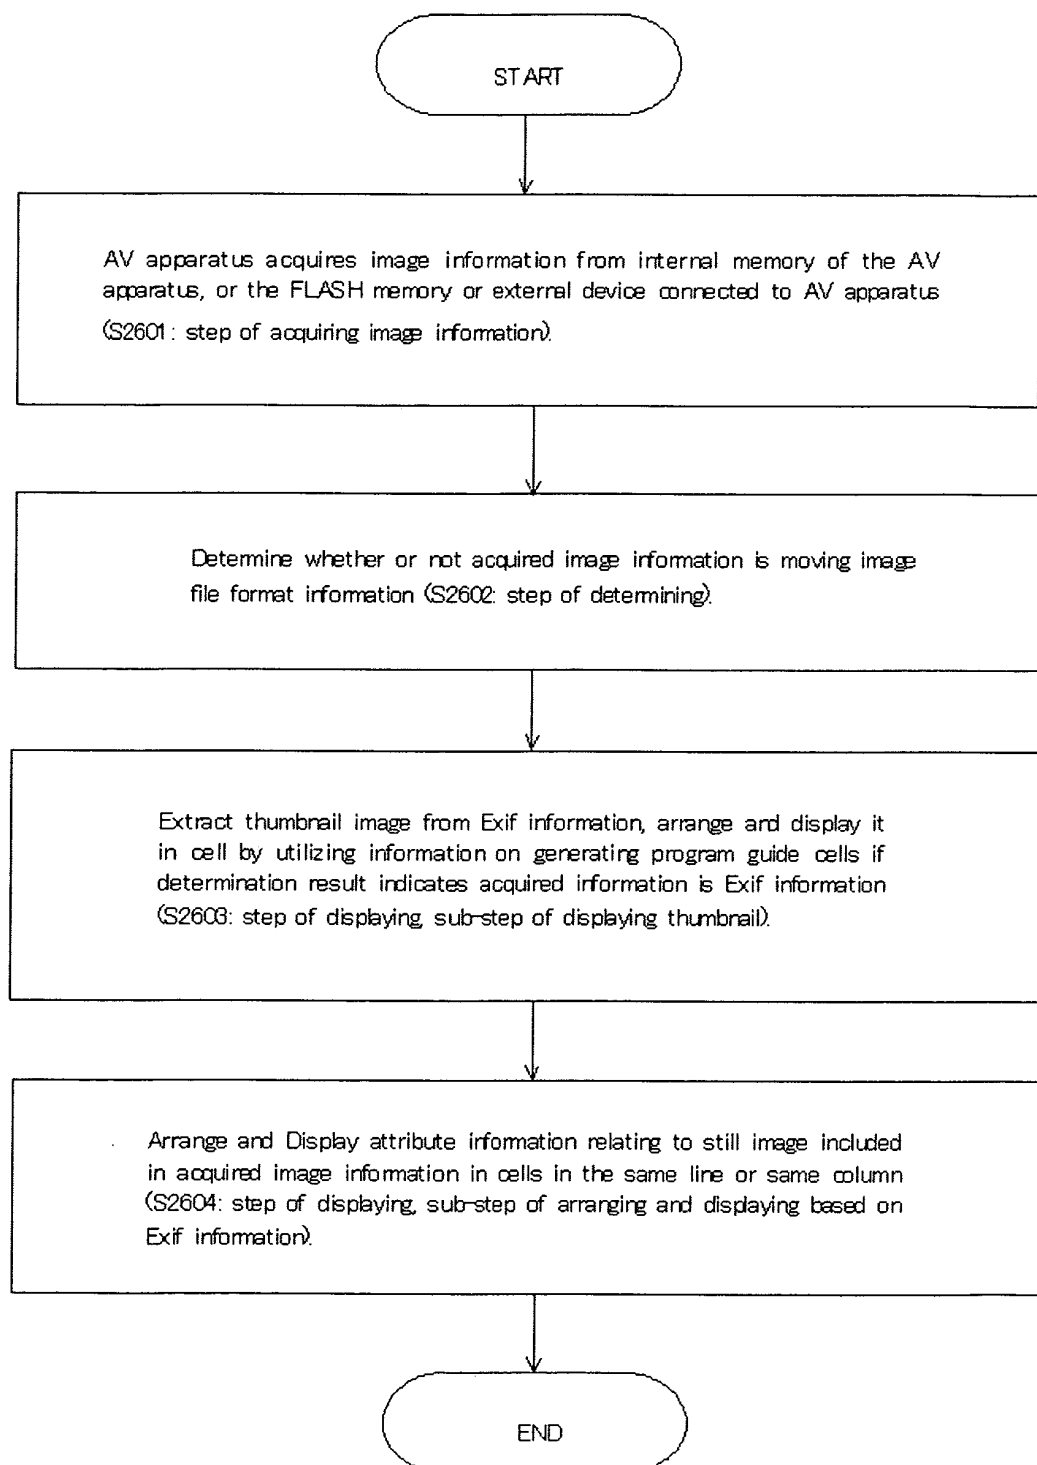 START
AV apparatus acquires image information from internal memory of the AV
apparatus, or the FLASH memory or external device connected to AV apparatus
(S2601: step of acquiring image information).
Determine whether or not acquired image information is moving image
file format information (S2602: step of determining).
Extract thumbnail image from Exif information, arrange and display it
in cell by utilizing information on generating program guide cells if
determination result indicates acquired information is Exif information
(S2603: step of displaying, sub-step of displaying thumbnail).
Arrange and Display attribute information relating to still image included
in acquired image information in cells in the same line or same column
(S2604: step of displaying, sub-step of arranging and displaying based on
Exif information).
END